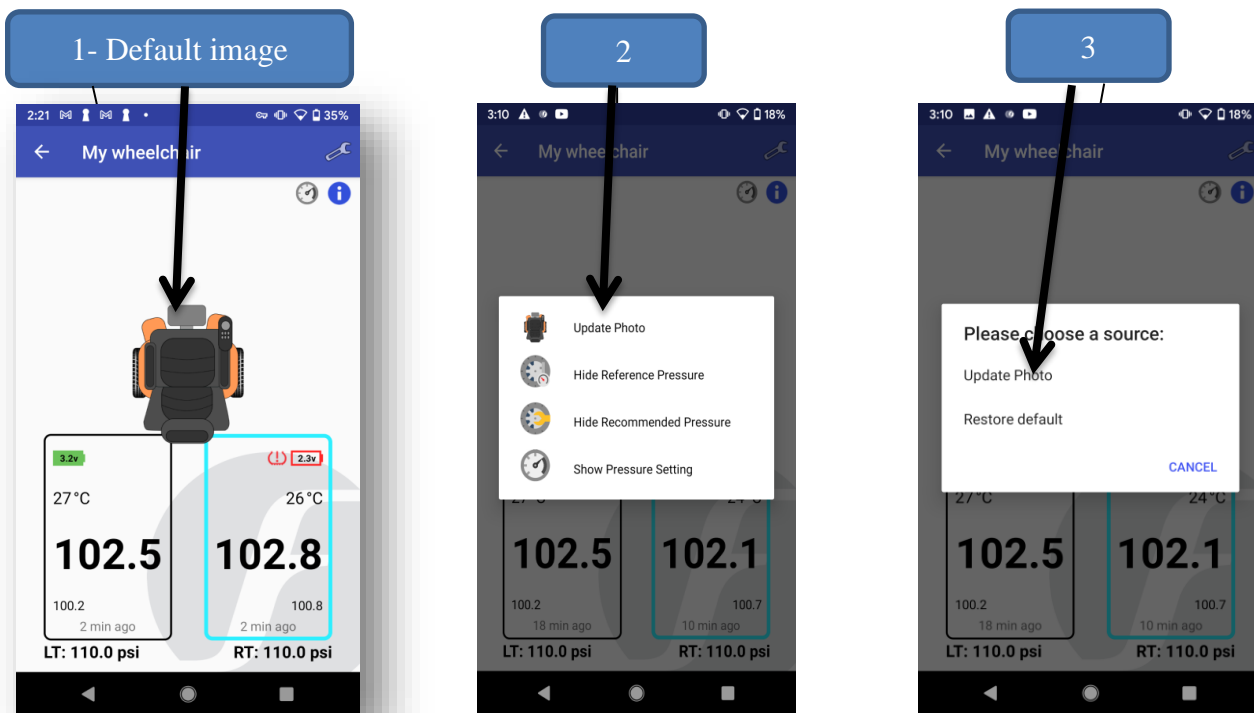 1- Default image
2:21
35%
My wheelchair
3.2v
2.3v
27°C
26°C
102.5
102.8
100.2
100.8
2 min ago
2 min ago
LT: 110.0 psi
RT: 110.0 psi
2
3:10
18%
My wheelchair
Update Photo
Hide Reference Pressure
Hide Recommended Pressure
Show Pressure Setting
27°C
24°C
102.5
102.1
100.2
100.7
18 min ago
10 min ago
LT: 110.0 psi
RT: 110.0 psi
3
3:10
18%
My wheelchair
Please choose a source:
Update Photo
Restore default
CANCEL
27°C
24°C
102.5
102.1
100.2
100.7
18 min ago
10 min ago
LT: 110.0 psi
RT: 110.0 psi